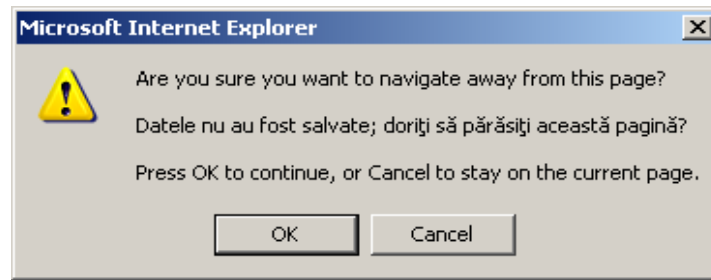 Microsoft Internet Explorer
Are you sure you want to navigate away from this page?
Datele nu au fost salvate; doriţi să părăsiţi această pagină?
Press OK to continue, or Cancel to stay on the current page.
OK
Cancel